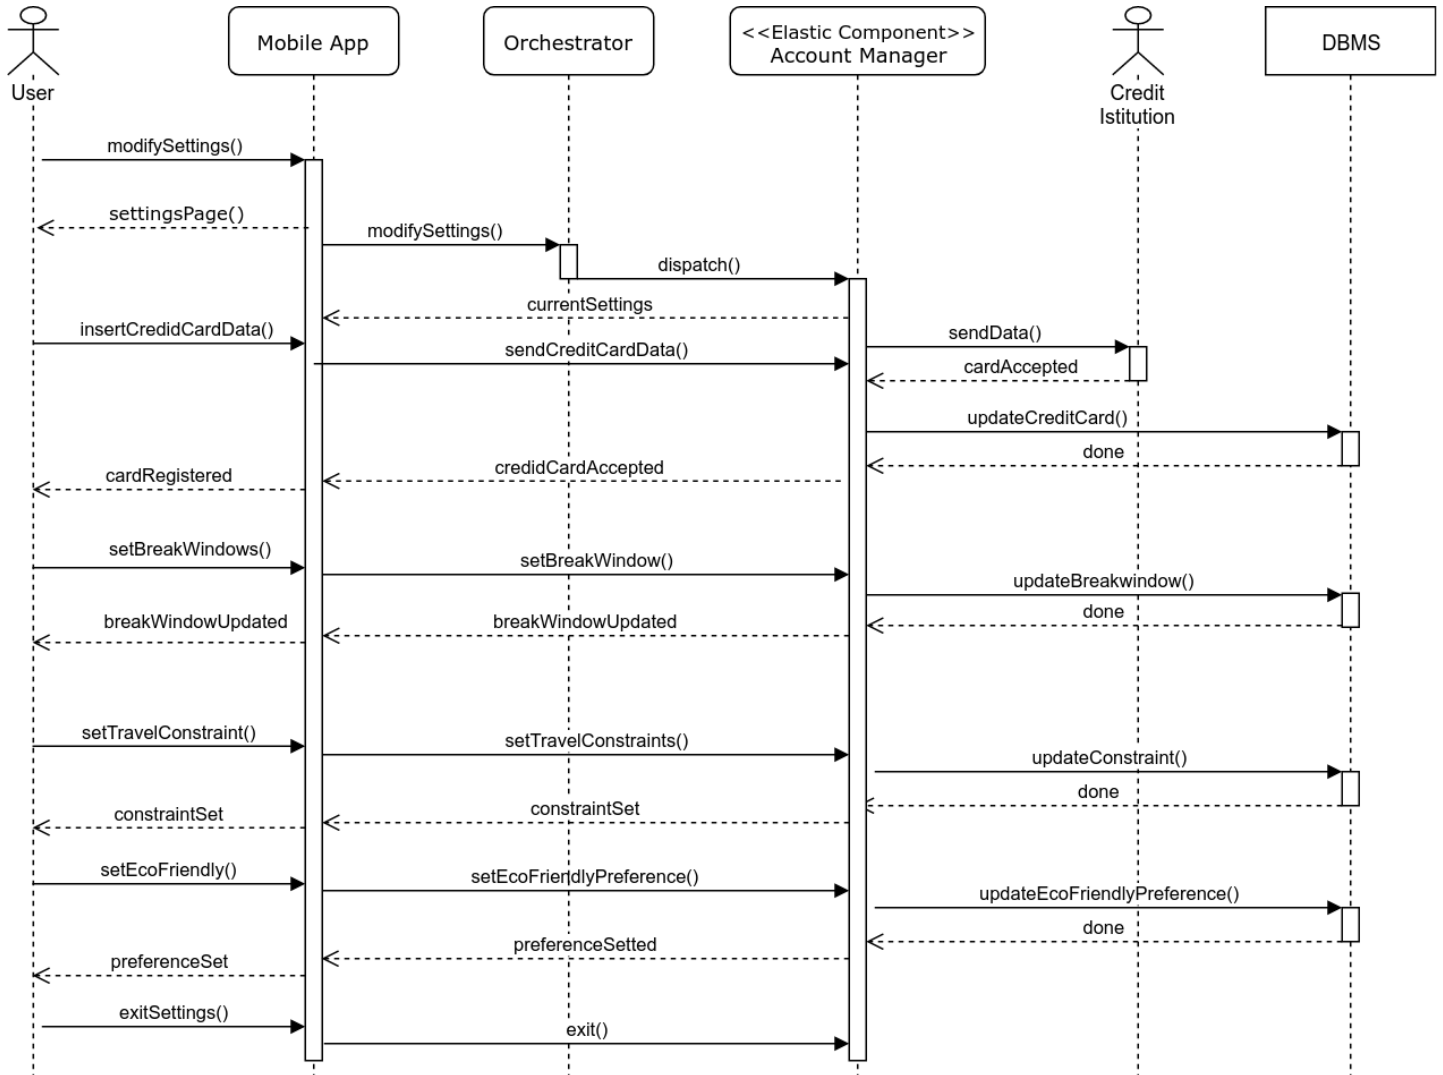 User
Mobile App
Orchestrator
<<Elastic Component>>
Account Manager
Credit
Istitution
DBMS
modifySettings()
settingsPage()
modifySettings()
dispatch()
currentSettings
insertCredidCardData()
sendData()
sendCreditCardData()
cardAccepted
updateCreditCard()
done
credidCardAccepted
cardRegistered
setBreakWindows()
setBreakWindow()
updateBreakwindow()
done
breakWindowUpdated
breakWindowUpdated
setTravelConstraint()
setTravelConstraints()
updateConstraint()
done
constraintSet
constraintSet
setEcoFriendly()
setEcoFriendlyPreference()
updateEcoFriendlyPreference()
done
preferenceSetted
preferenceSet
exitSettings()
exit()